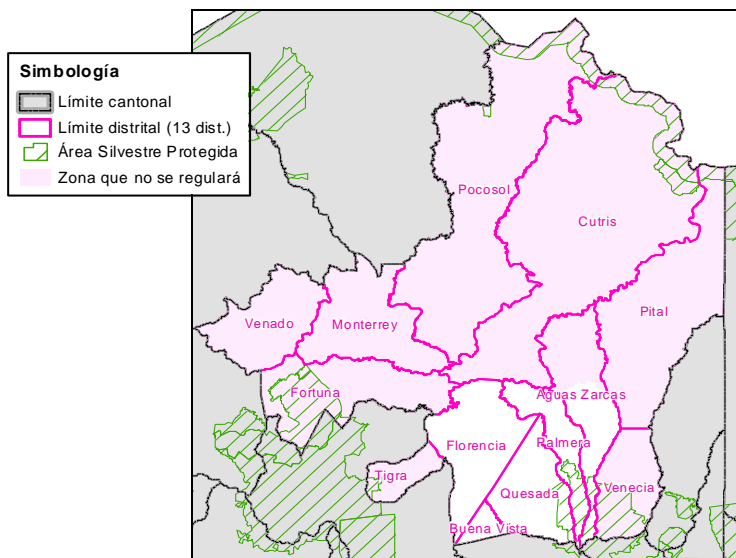 Simbología
Límite cantonal
Límite distrital (13 dist.)
Área Silvestre Protegida
Zona que no se regulará
Pocosol
Cutris
Pital
Venado
Monterrey
Fortuna
Aguas Zarcas
Florencia
Palmera
Tigra
Quesada
Venecia
Buena Vista